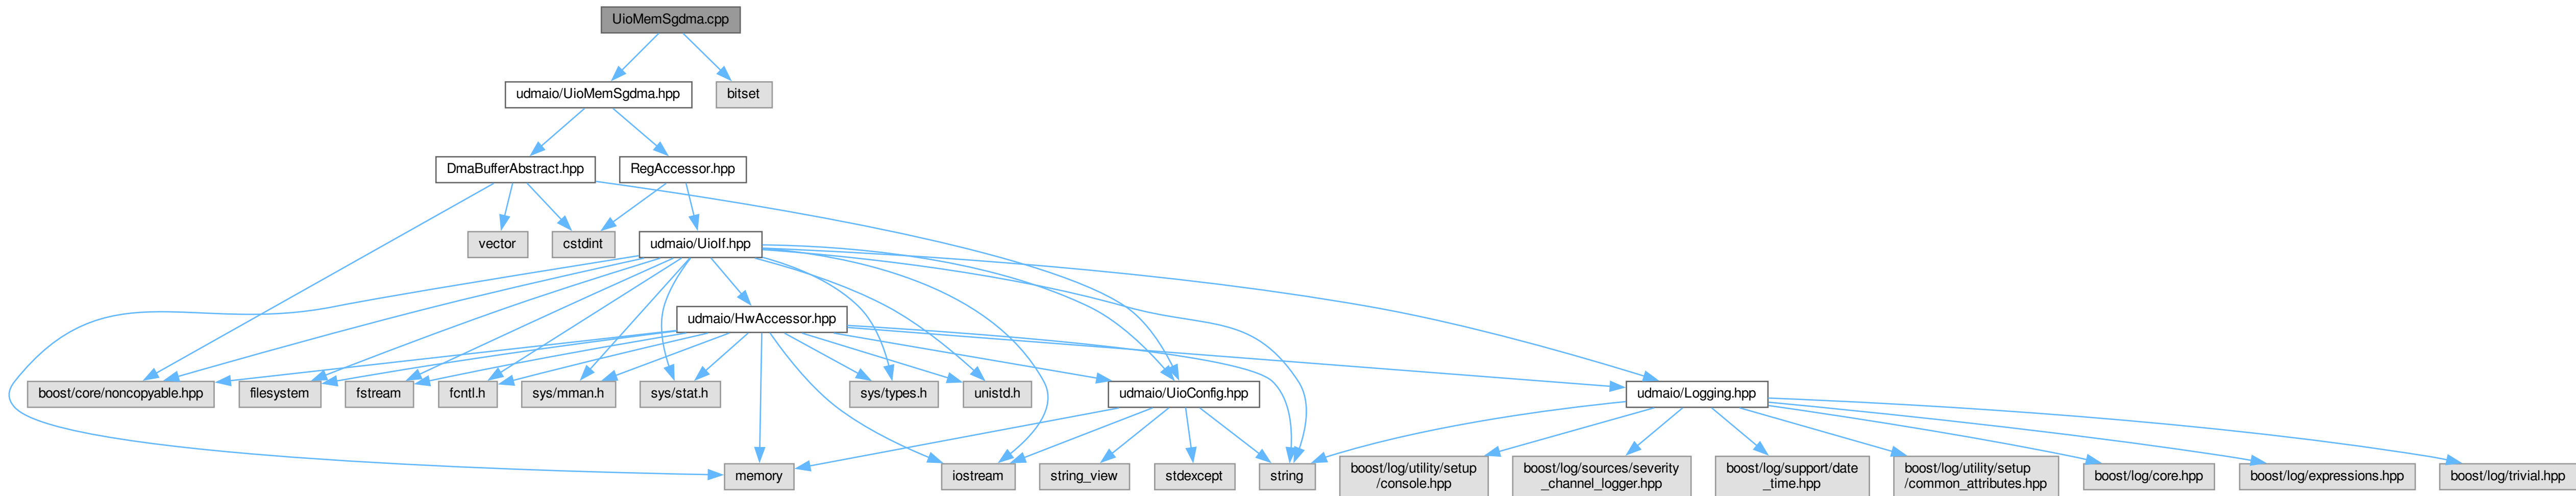 UioMemSgdma.cpp
udmaio/UioMemSgdma.hpp
bitset
DmaBufferAbstract.hpp
RegAccessor.hpp
vector
cstdint
udmaio/UioIf.hpp
udmaio/HwAccessor.hpp
boost/core/noncopyable.hpp
filesystem
fstream
fcntl.h
sys/mman.h
sys/stat.h
sys/types.h
unistd.h
udmaio/UioConfig.hpp
udmaio/Logging.hpp
memory
iostream
string_view
stdexcept
string
boost/log/utility/setup
/console.hpp
boost/log/sources/severity
_channel_logger.hpp
boost/log/support/date
_time.hpp
boost/log/utility/setup
/common_attributes.hpp
boost/log/core.hpp
boost/log/expressions.hpp
boost/log/trivial.hpp